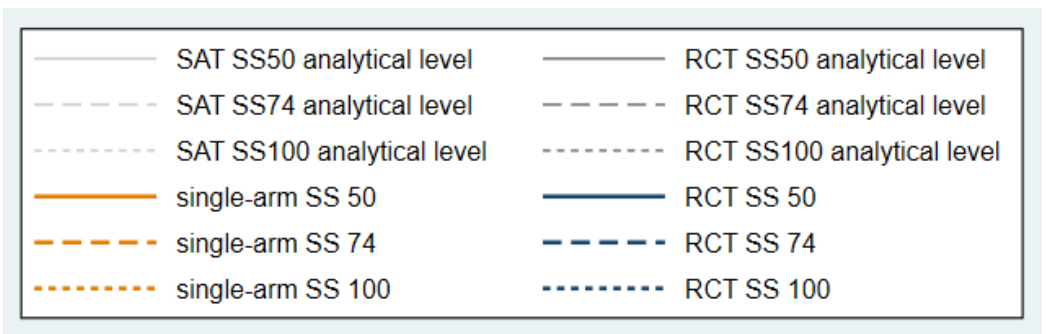 SAT SS50 analytical level
RCT SS50 analytical level
SAT SS74 analytical level
RCT SS74 analytical level
SAT SS100 analytical level
RCT SS100 analytical level
single-arm SS 50
RCT SS 50
single-arm SS 74
RCT SS 74
single-arm SS 100
RCT SS 100